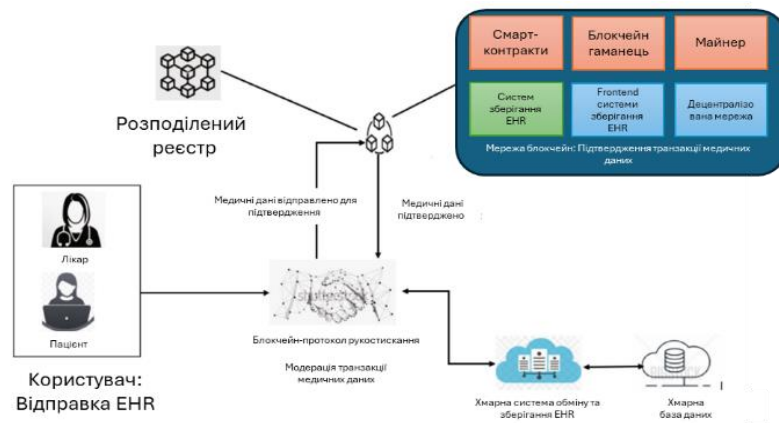 Смарт-
контракти
Блокчейн
гаманець
Майнер
Систем
зберігання
EHR
Frontend
системи
зберігання
EHR
Децентралізо
вана мережа
Мережа блокчейн: Підтвердження транзакції медичних
даних
Розподілений
реєстр
Медичні дані відправлено для
підтвердження
Медичні дані
підтверджено
Лікар
Пацієнт
Користувач:
Відправка EHR
Блокчейн-протокол рукостискання
Модерація транзакції
медичних даних
Хмарна система обміну та
зберігання EHR
Хмарна
база даних